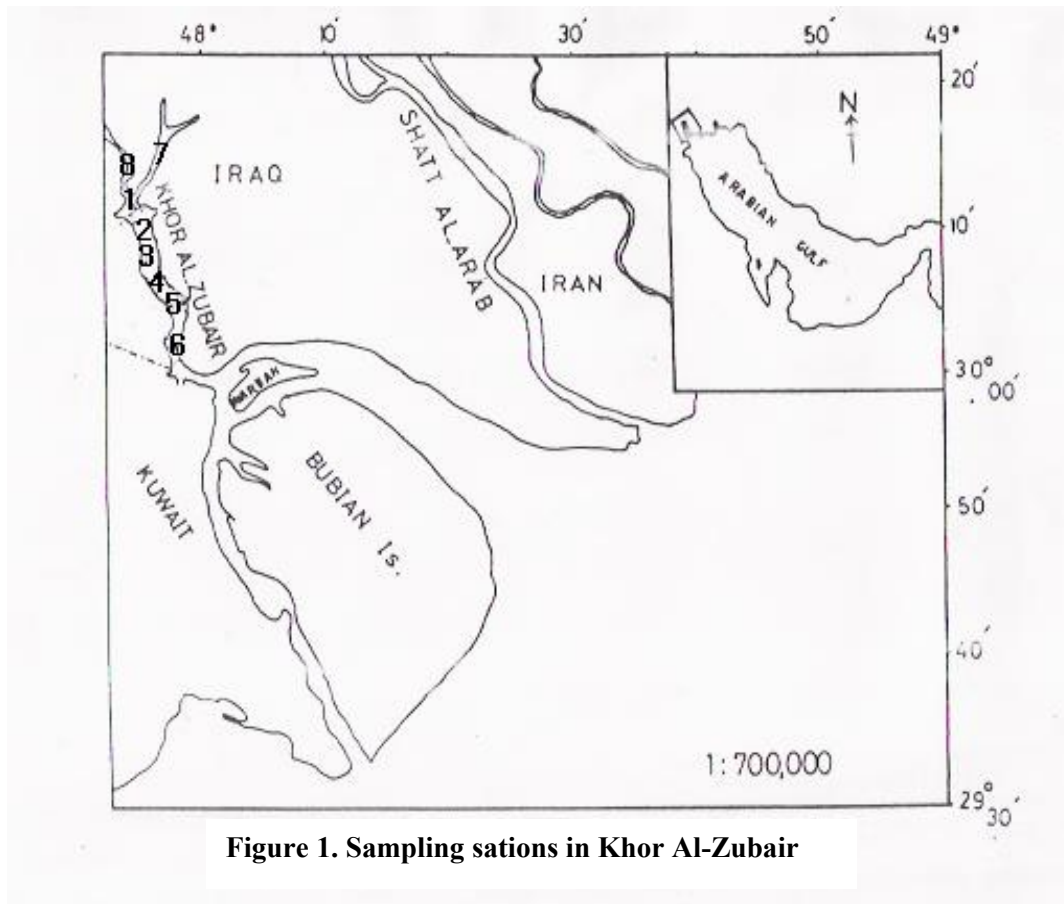 48° 10′ 30′ 50′ 49°
20′
10′
30°
00′
50′
40′
29°
30′
N
ARABIAN GULF
IRAQ
SHATT AL-ARAB
IRAN
KHOR AL ZUBAIR
8
7
1
2
3
4
5
6
WARBAH
KUWAIT
BUBIAN Is.
1:700,000
Figure 1. Sampling sations in Khor Al-Zubair